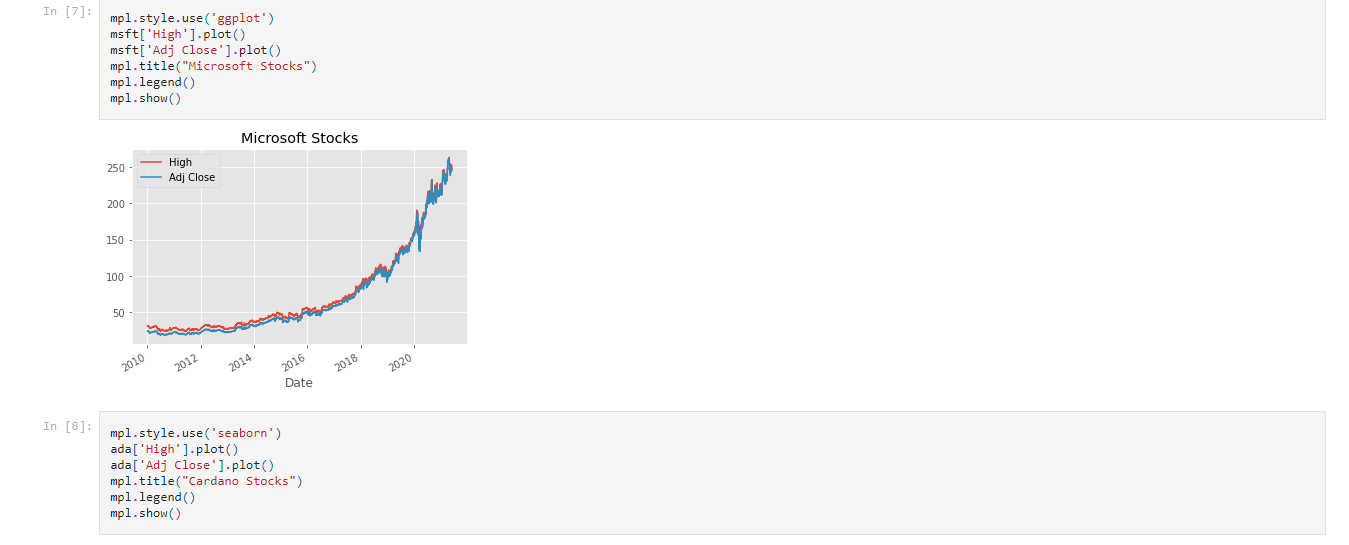 In [7]:
mpl.style.use('ggplot')
msft['High'].plot()
msft['Adj Close'].plot()
mpl.title("Microsoft Stocks")
mpl.legend()
mpl.show()
Microsoft Stocks
High
Adj Close
250
200
150
100
50
2010
2012
2014
2016
2018
2020
Date
In [8]:
mpl.style.use('seaborn')
ada['High'].plot()
ada['Adj Close'].plot()
mpl.title("Cardano Stocks")
mpl.legend()
mpl.show()